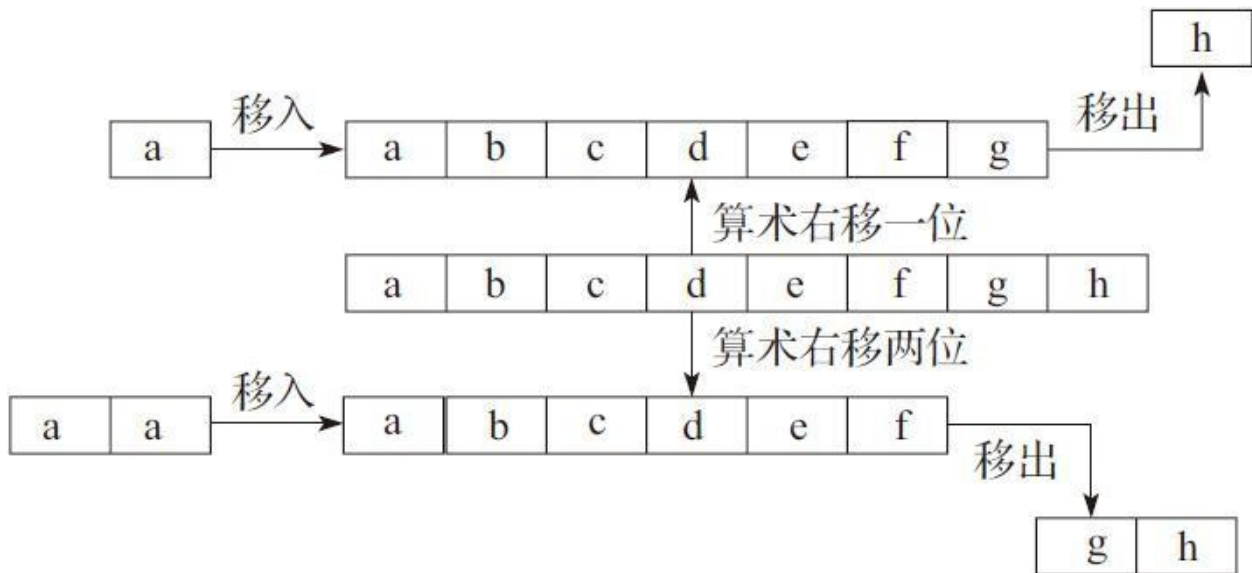 h
移入 移出
a a b c d e f g
算术右移一位
a b c d e f g h
算术右移两位
移入
a a a b c d e f
移出
g h